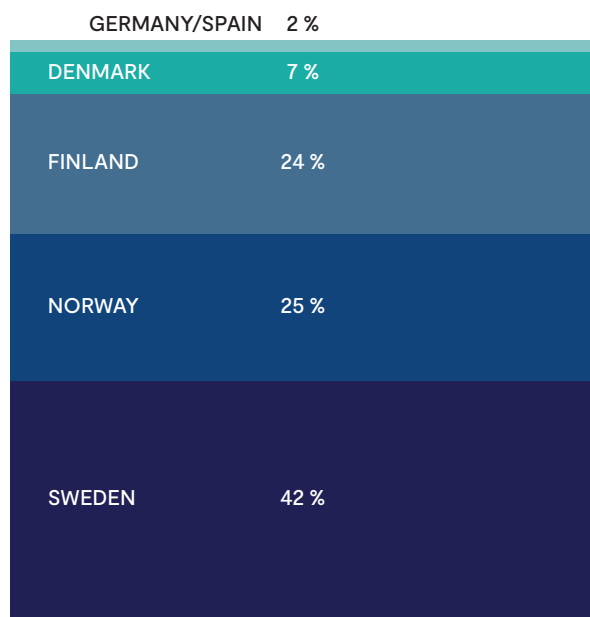 GERMANY/SPAIN 2 %
DENMARK 7 %
FINLAND 24 %
NORWAY 25 %
SWEDEN 42 %